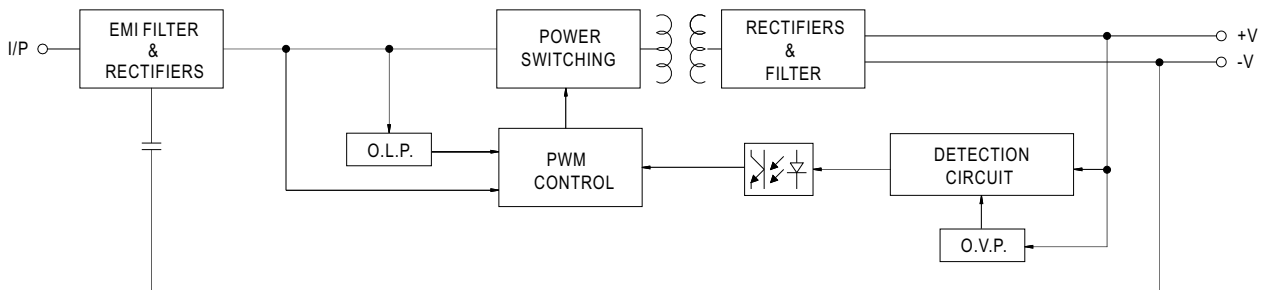 I/P
EMI FILTER
&
RECTIFIERS
POWER
SWITCHING
RECTIFIERS
&
FILTER
+V
-V
O.L.P.
PWM
CONTROL
DETECTION
CIRCUIT
O.V.P.